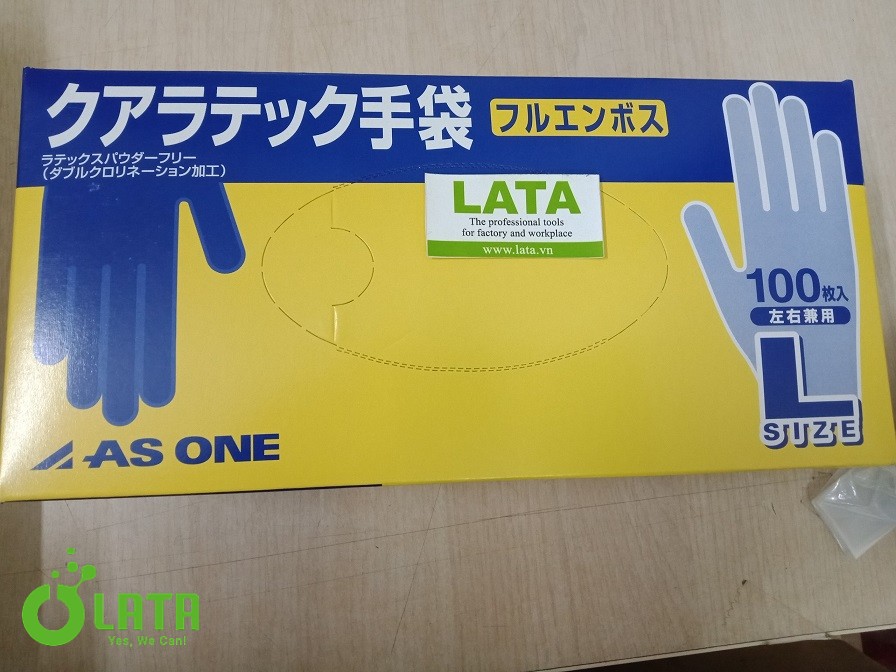 クアラテック手袋 フルエンボス
ラテックスパウダーフリー
(ダブルクロリネーション加工)
LATA
The professional tools
for factory and workplace
www.lata.vn
100枚入
左右兼用
L
SIZE
AS ONE
LATA
Yes, We Can!